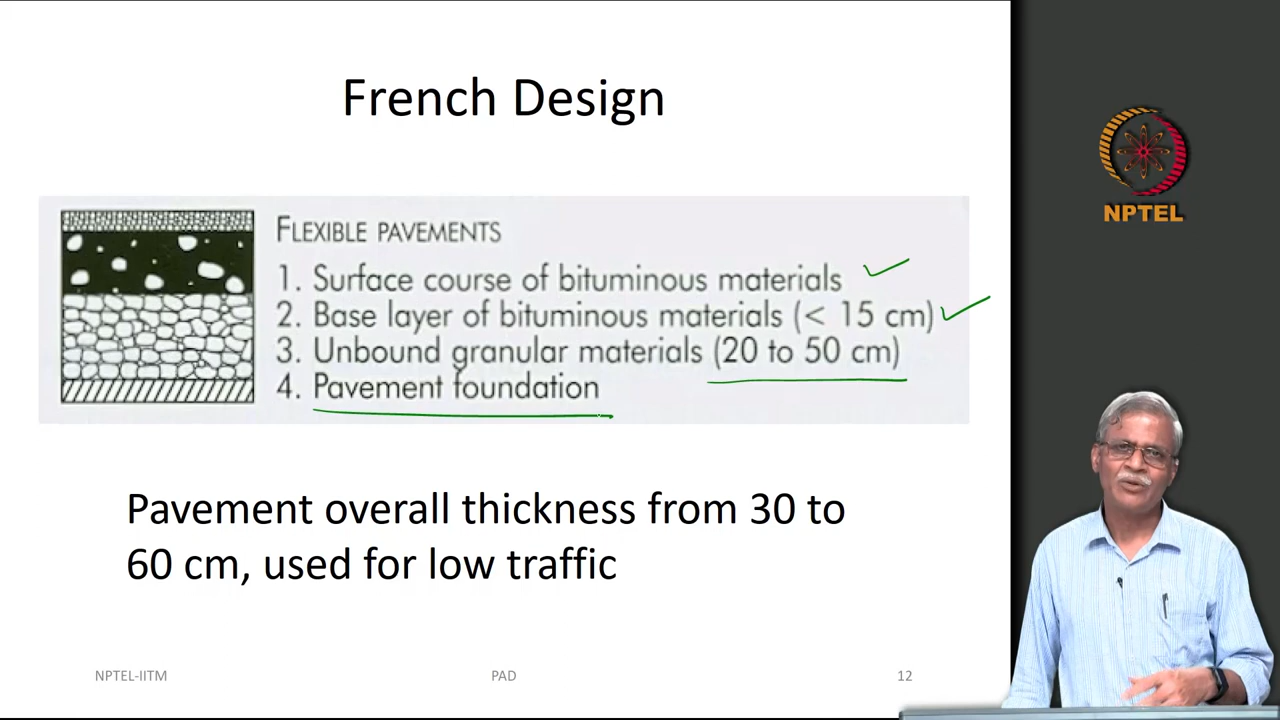 French Design
NPTEL
FLEXIBLE PAVEMENTS
1. Surface course of bituminous materials
2. Base layer of bituminous materials (< 15 cm)
3. Unbound granular materials (20 to 50 cm)
4. Pavement foundation
Pavement overall thickness from 30 to
60 cm, used for low traffic
NPTEL-IITM
PAD
12